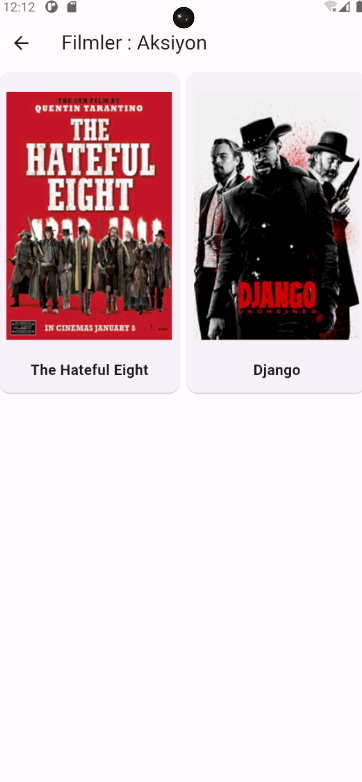 12:12
Filmler : Aksiyon
THE 8TH FILM BY
QUENTIN TARANTINO
THE
HATEFUL
EIGHT
IN CINEMAS JANUARY 8
The Hateful Eight
DJANGO
UNCHAINED
Django